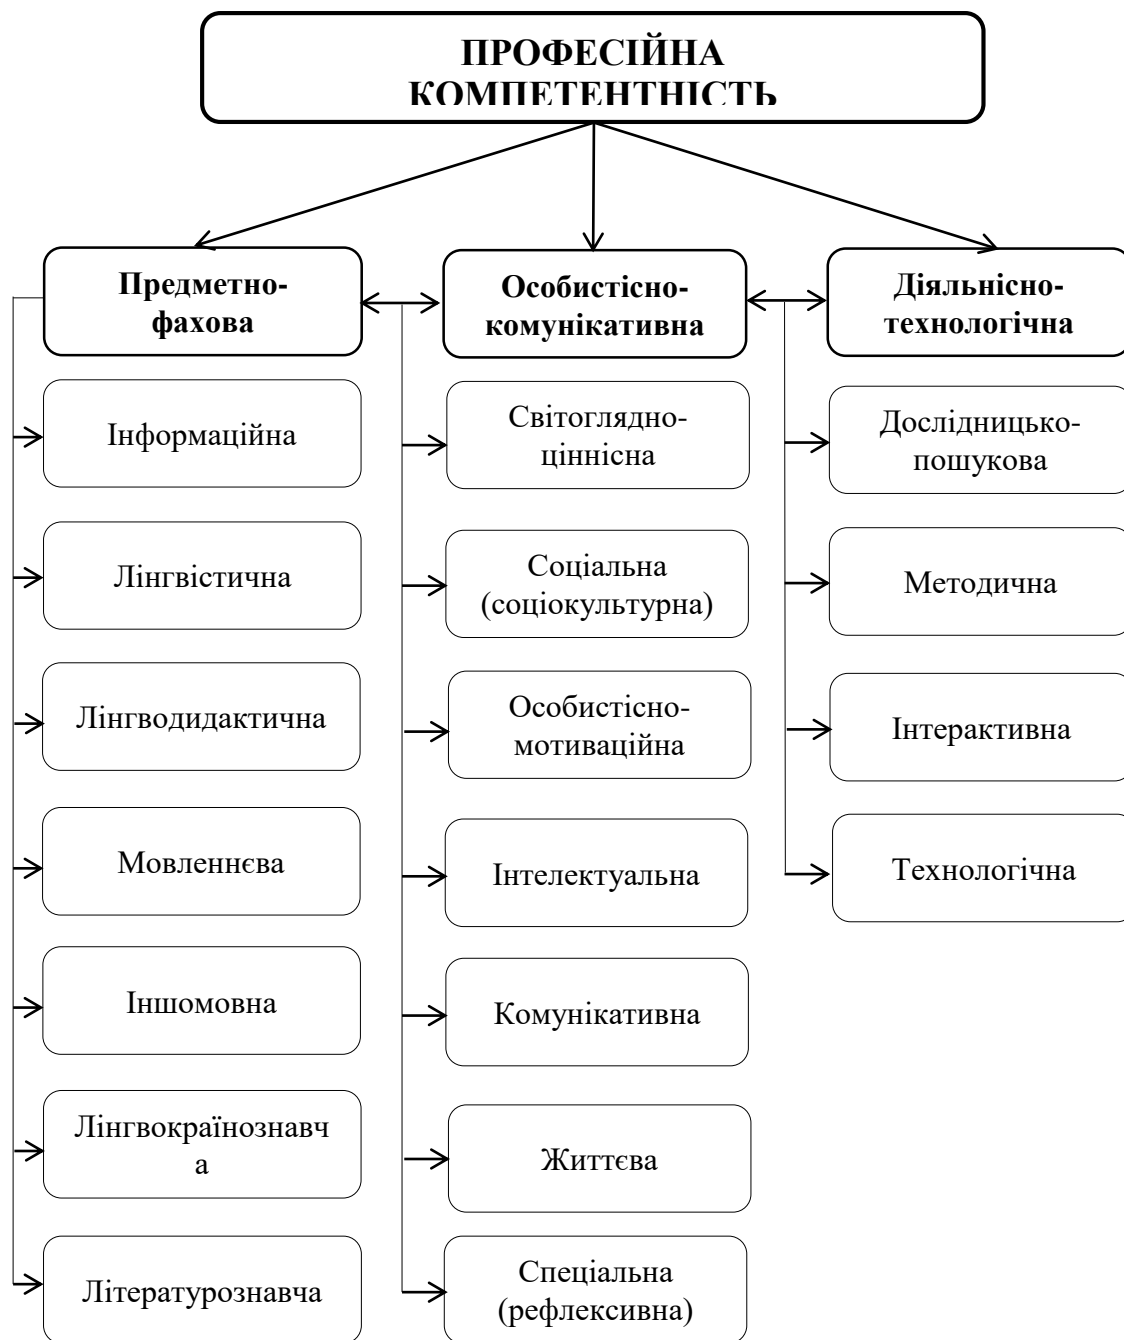 ПРОФЕСІЙНА
КОМПЕТЕНТНІСТЬ
Предметно-
фахова
Інформаційна
Лінгвістична
Лінгводидактична
Мовленнєва
Іншомовна
Лінгвокраїнознавч
а
Літературознавча
Особистісно-
комунікативна
Світоглядно-
ціннісна
Соціальна
(соціокультурна)
Особистісно-
мотиваційна
Інтелектуальна
Комунікативна
Життєва
Спеціальна
(рефлексивна)
Діяльнісно-
технологічна
Дослідницько-
пошукова
Методична
Інтерактивна
Технологічна